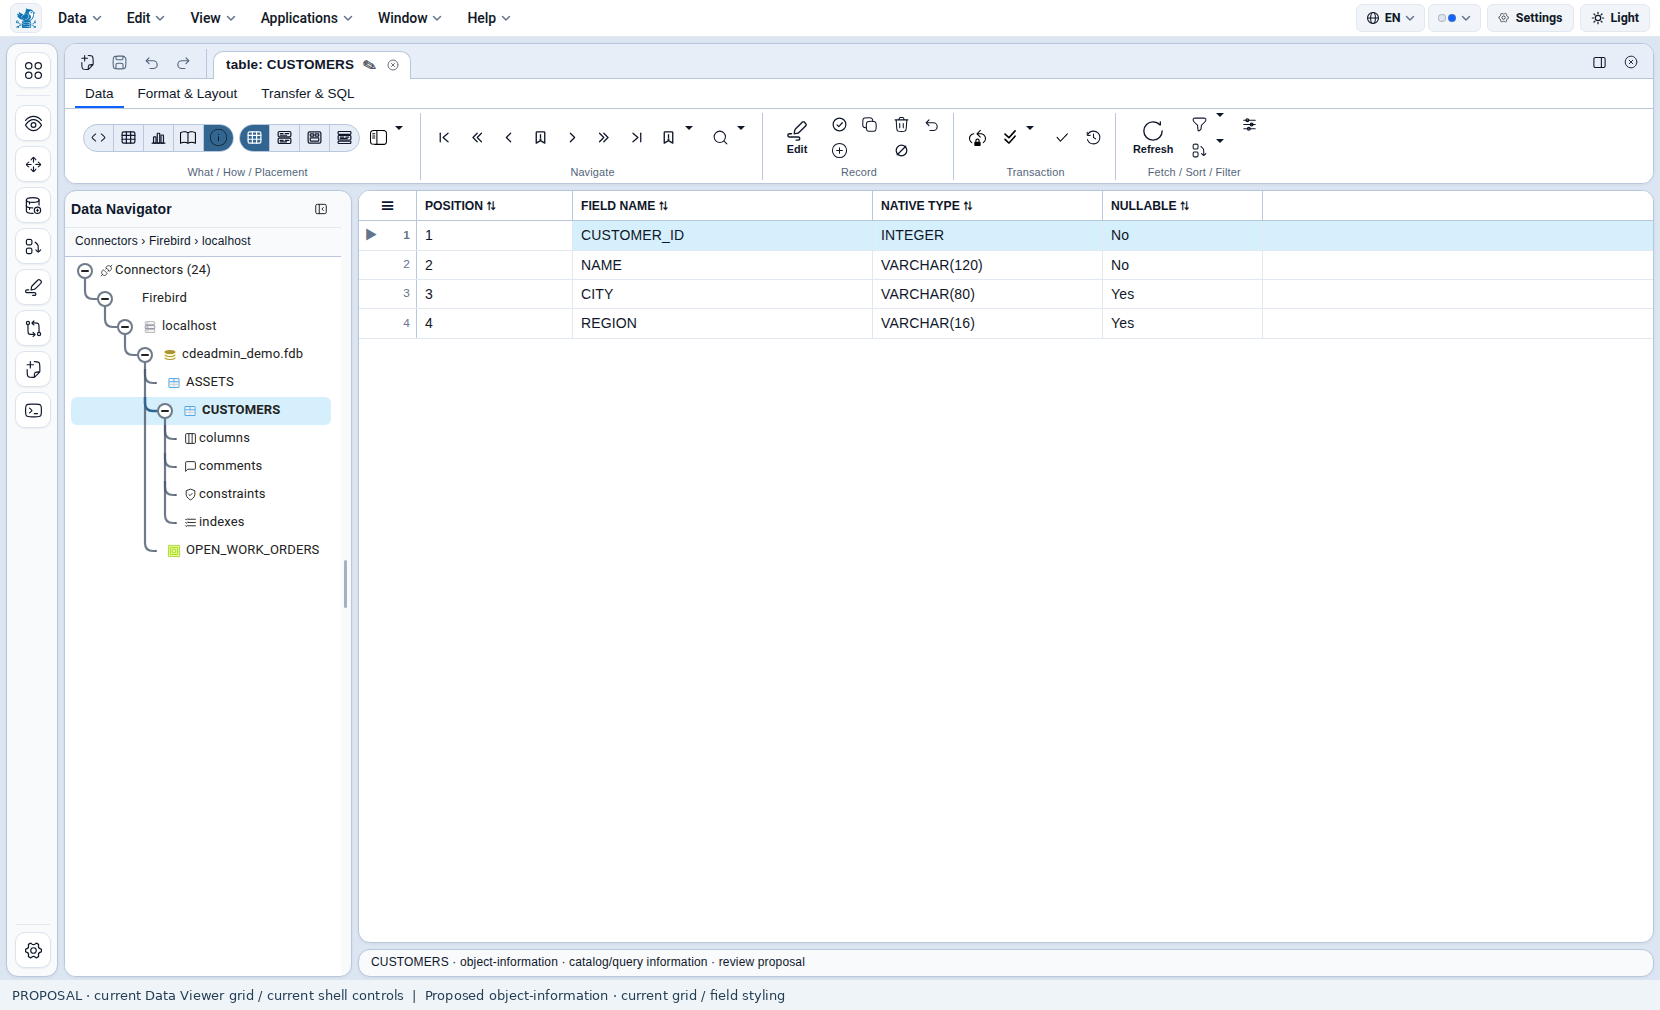 Data Edit View Applications Window Help EN Settings Light
table: CUSTOMERS
Data Format & Layout Transfer & SQL
Edit Refresh
What / How / Placement Navigate Record Transaction Fetch / Sort / Filter
Data Navigator
Connectors › Firebird › localhost
Connectors (24)
Firebird
localhost
cdeadmin_demo.fdb
ASSETS
CUSTOMERS
columns
comments
constraints
indexes
OPEN_WORK_ORDERS
POSITION FIELD NAME NATIVE TYPE NULLABLE
1 1 CUSTOMER_ID INTEGER No
2 2 NAME VARCHAR(120) No
3 3 CITY VARCHAR(80) Yes
4 4 REGION VARCHAR(16) Yes
CUSTOMERS · object-information · catalog/query information · review proposal
PROPOSAL · current Data Viewer grid / current shell controls | Proposed object-information · current grid / field styling